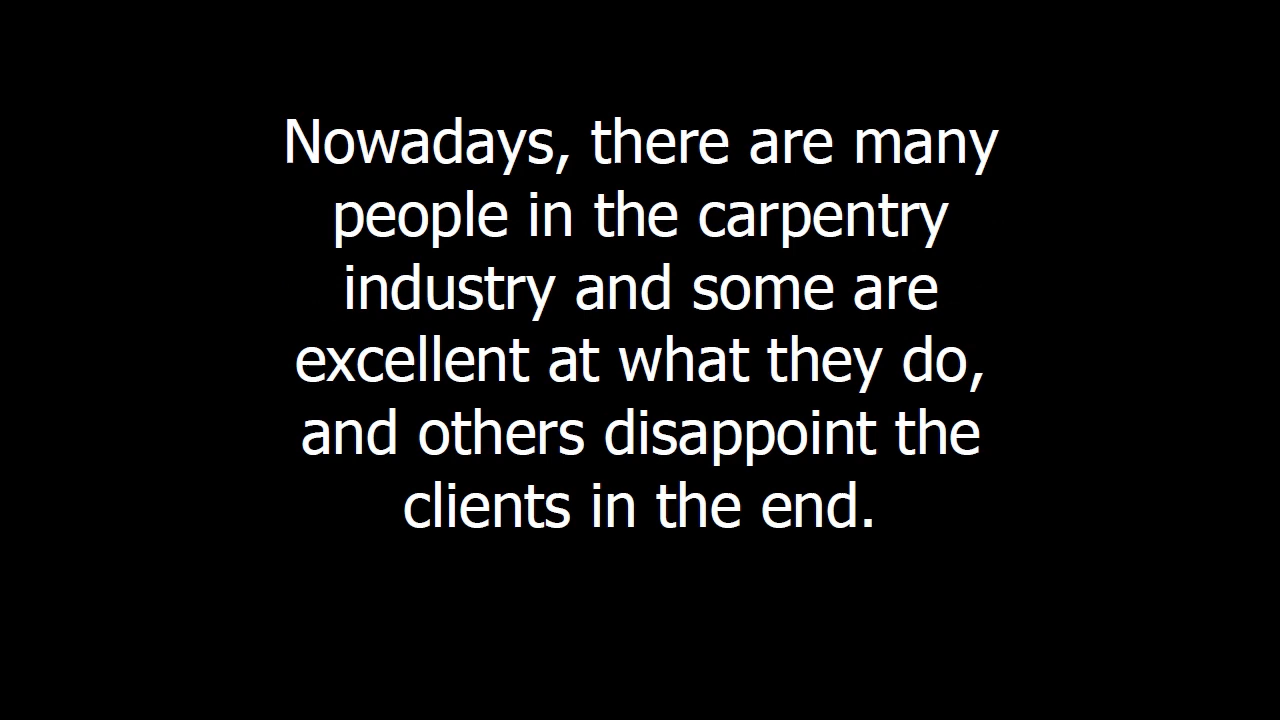 Nowadays, there are many
people in the carpentry
industry and some are
excellent at what they do,
and others disappoint the
clients in the end.